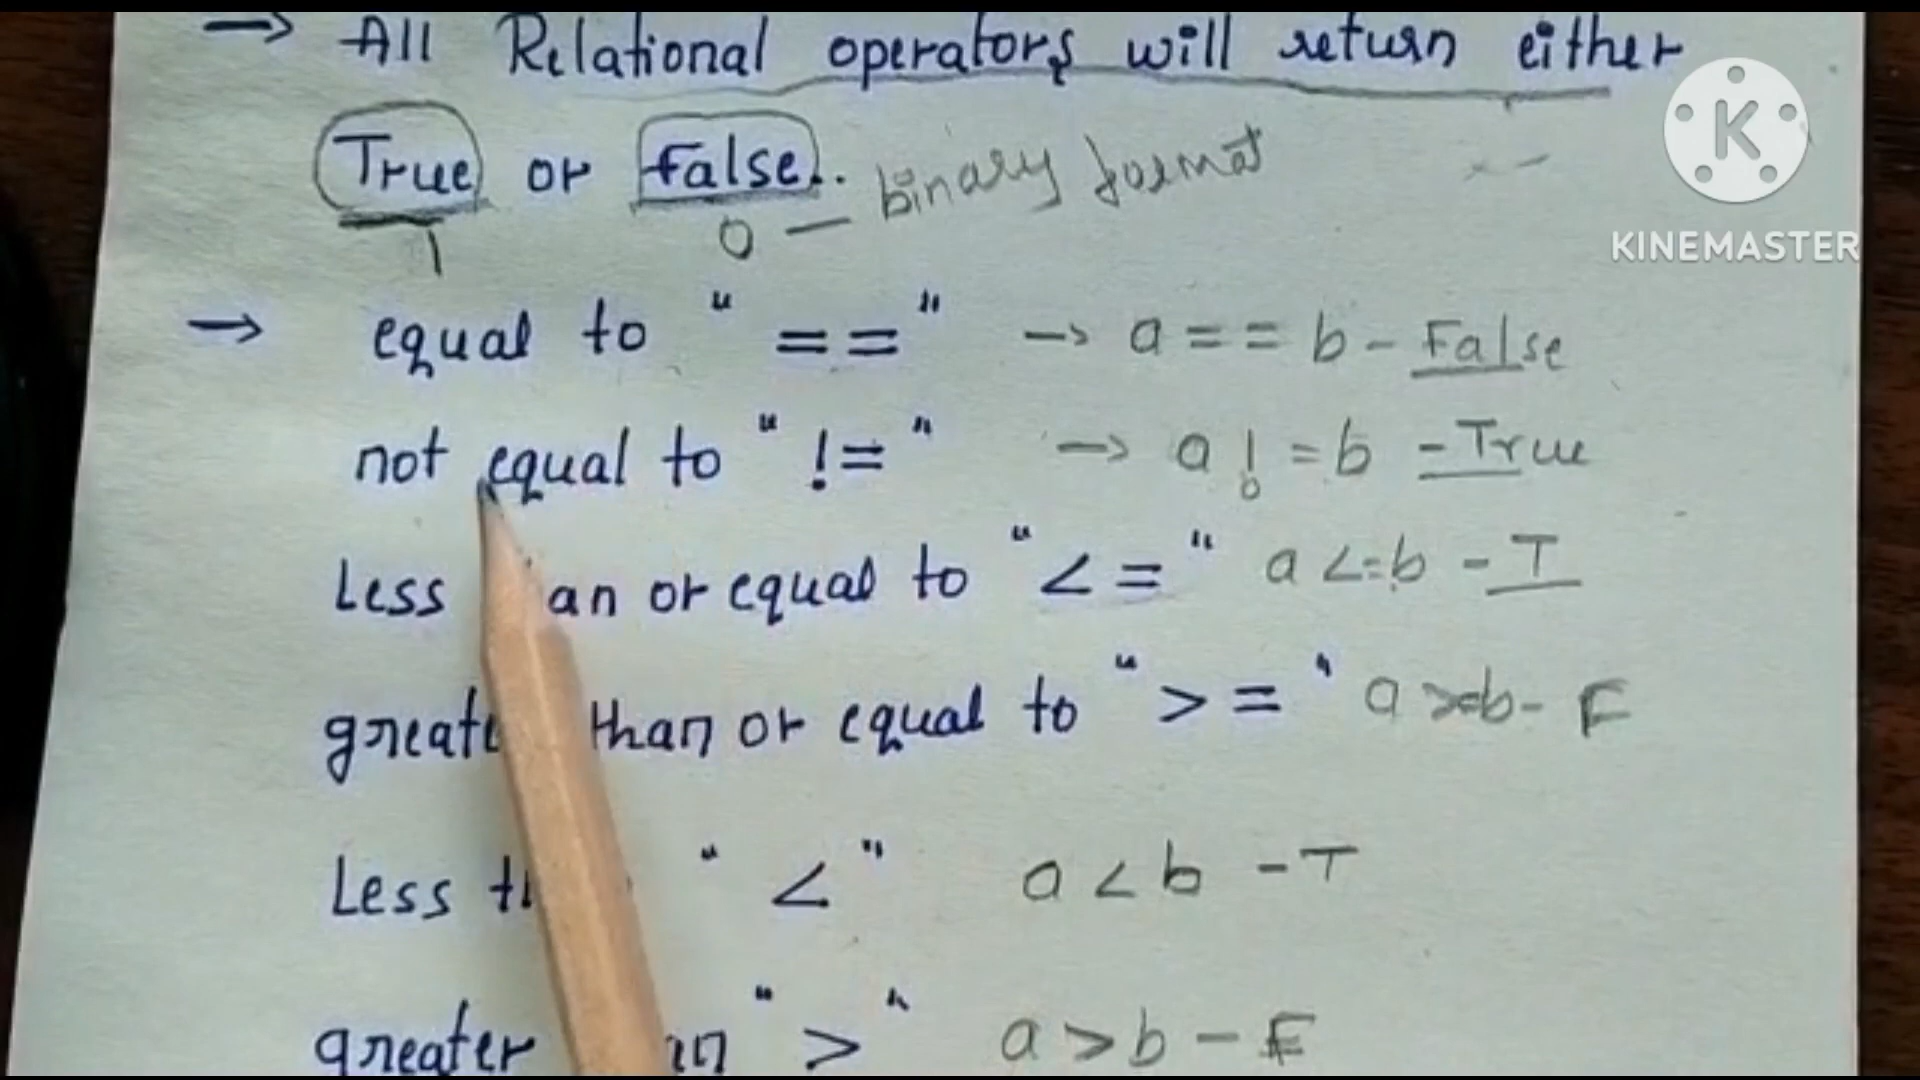 → All Relational operators will return either
True or False.
1 0 — binary format
→ equal to "==" → a == b - False
not equal to "!=" → a != b - True
Less an or equal to "<=" a <= b - T
greate than or equal to ">=" a >= b - F
Less "<" a < b - T
greater ">" a > b - F
K
KINEMASTER